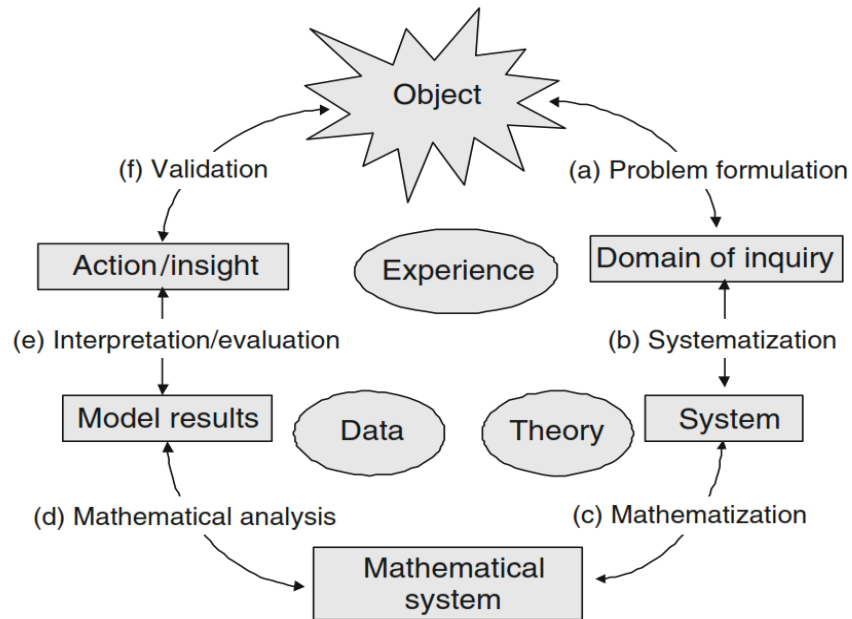 Object
(f) Validation
(a) Problem formulation
Action/insight
Experience
Domain of inquiry
(e) Interpretation/evaluation
(b) Systematization
Model results
Data
Theory
System
(d) Mathematical analysis
(c) Mathematization
Mathematical
system